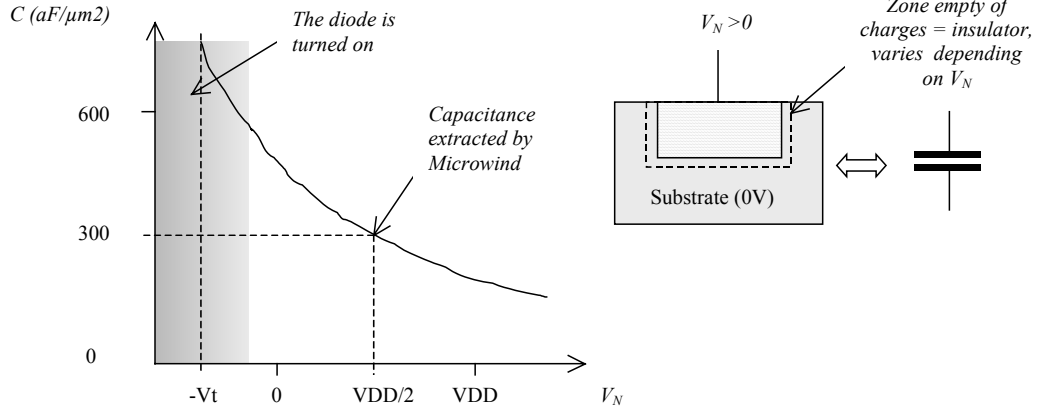 C (aF/µm2)
The diode is
turned on
600
Capacitance
extracted by
Microwind
300
0
-Vt
0
VDD/2
VDD
V_N
V_N >0
Zone empty of
charges = insulator,
varies depending
on V_N
Substrate (0V)